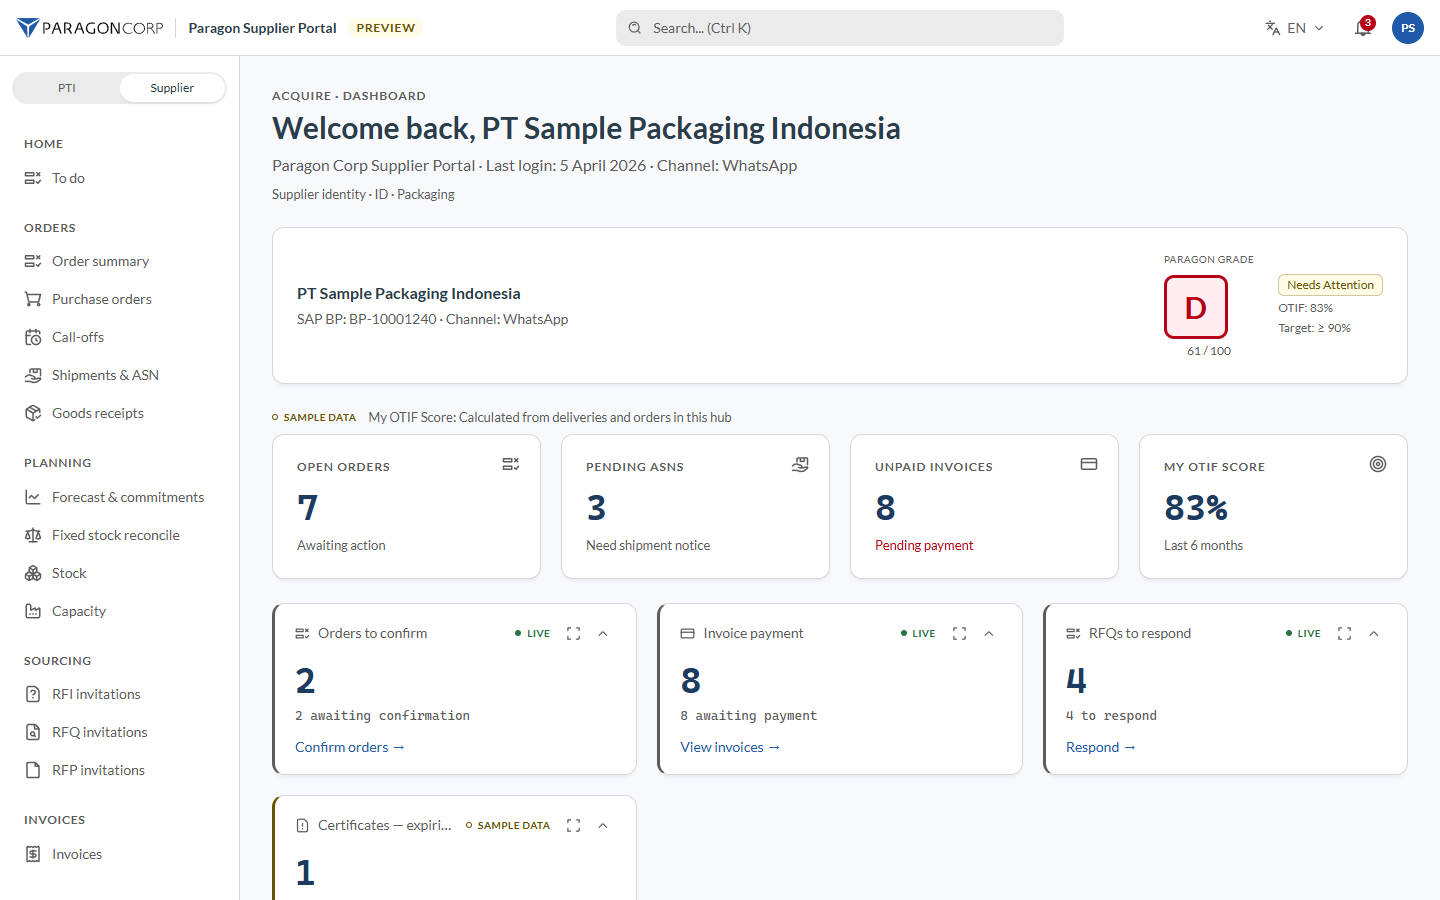 PARAGONCORP
Paragon Supplier Portal
PREVIEW
Search... (Ctrl K)
EN
3
PS
PTI
Supplier
HOME
To do
ORDERS
Order summary
Purchase orders
Call-offs
Shipments & ASN
Goods receipts
PLANNING
Forecast & commitments
Fixed stock reconcile
Stock
Capacity
SOURCING
RFI invitations
RFQ invitations
RFP invitations
INVOICES
Invoices
ACQUIRE · DASHBOARD
Welcome back, PT Sample Packaging Indonesia
Paragon Corp Supplier Portal · Last login: 5 April 2026 · Channel: WhatsApp
Supplier identity · ID · Packaging
PT Sample Packaging Indonesia
SAP BP: BP-10001240 · Channel: WhatsApp
PARAGON GRADE
D
61 / 100
Needs Attention
OTIF: 83%
Target: ≥ 90%
SAMPLE DATA My OTIF Score: Calculated from deliveries and orders in this hub
OPEN ORDERS
7
Awaiting action
PENDING ASNS
3
Need shipment notice
UNPAID INVOICES
8
Pending payment
MY OTIF SCORE
83%
Last 6 months
Orders to confirm
LIVE
2
2 awaiting confirmation
Confirm orders →
Invoice payment
LIVE
8
8 awaiting payment
View invoices →
RFQs to respond
LIVE
4
4 to respond
Respond →
Certificates — expiri...
SAMPLE DATA
1